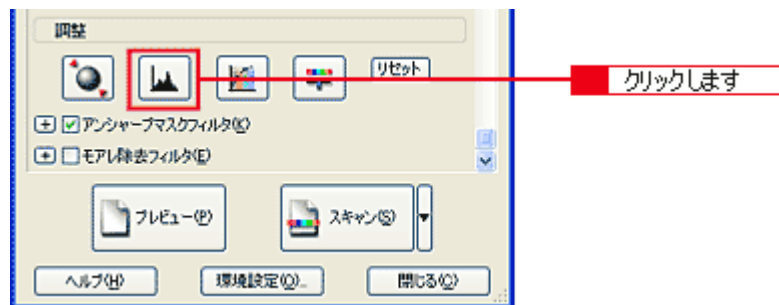 調整
リセット
クリックします
アンシャープマスクフィルタ(K)
モアレ除去フィルタ(E)
プレビュー(P)
スキャン(S)
ヘルプ(H)
環境設定(O)...
閉じる(C)